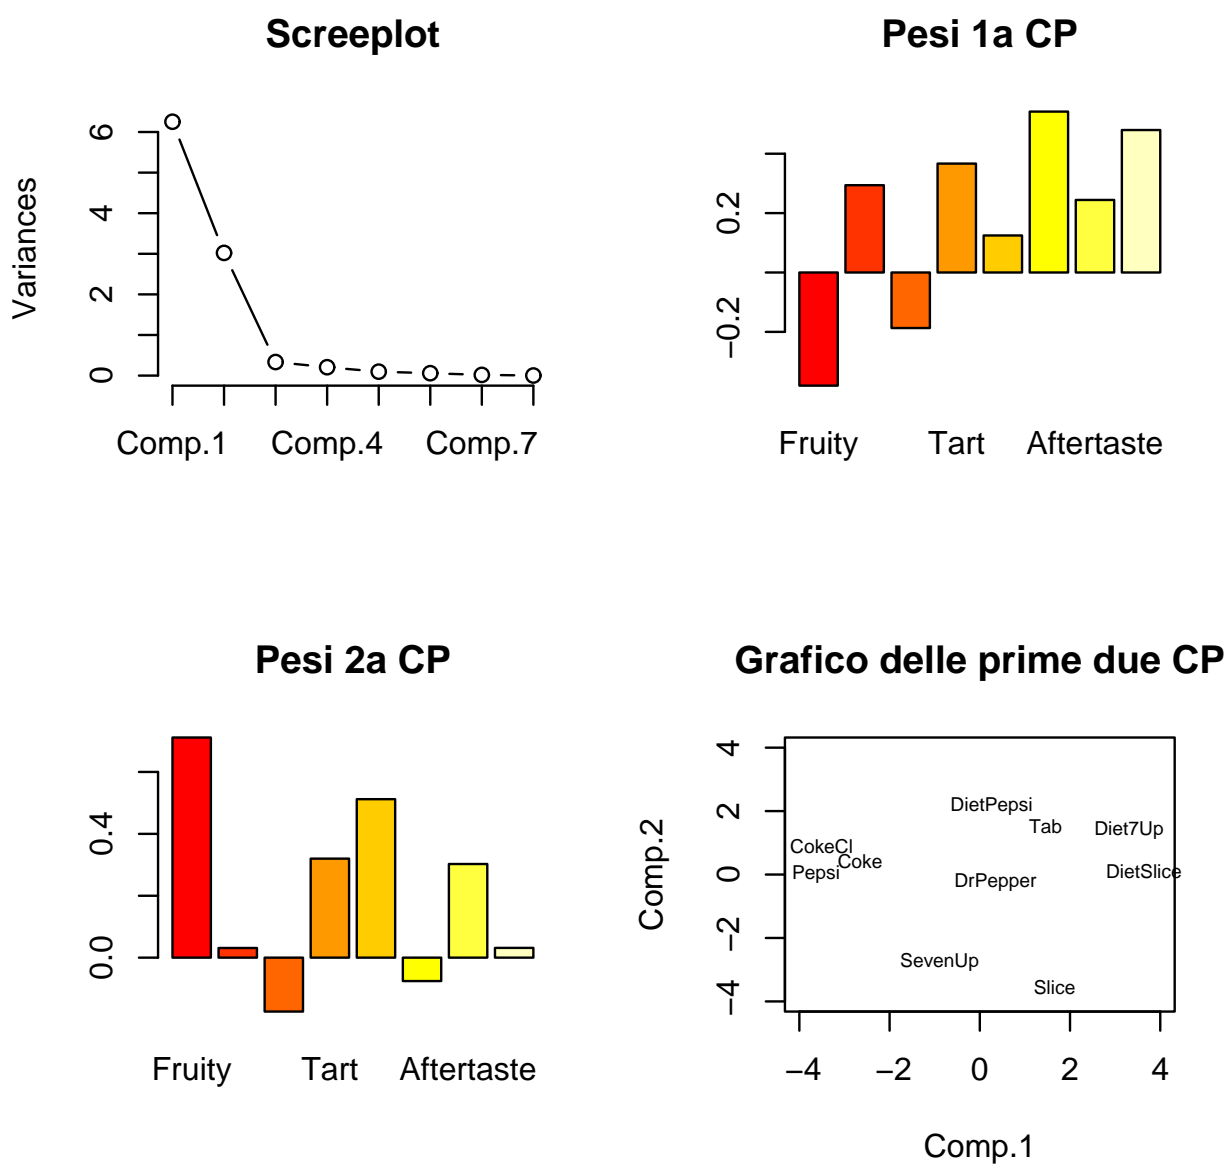 Screeplot
Variances
6
4
2
0
Comp.1 Comp.4 Comp.7
Pesi 1a CP
0.2
−0.2
Fruity Tart Aftertaste
Pesi 2a CP
0.4
0.0
Fruity Tart Aftertaste
Grafico delle prime due CP
Comp.2
4
2
0
−2
−4
DietPepsi
Tab
Diet7Up
CokeCl
Coke
Pepsi
DietSlice
DrPepper
SevenUp
Slice
−4 −2 0 2 4
Comp.1